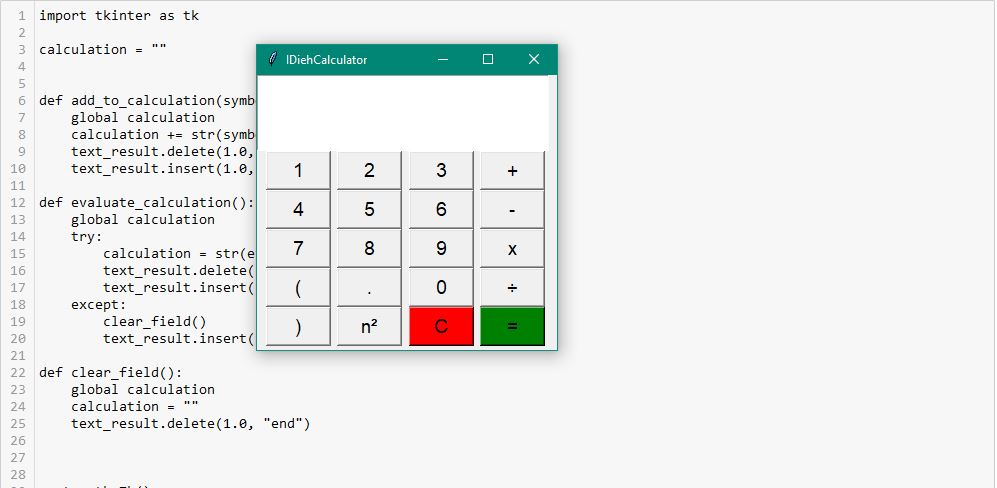 1 import tkinter as tk
2
3 calculation = ""
4
5
6 def add_to_calculation(symb
7 global calculation
8 calculation += str(symb
9 text_result.delete(1.0,
10 text_result.insert(1.0,
11
12 def evaluate_calculation():
13 global calculation
14 try:
15 calculation = str(e
16 text_result.delete(
17 text_result.insert(
18 except:
19 clear_field()
20 text_result.insert(
21
22 def clear_field():
23 global calculation
24 calculation = ""
25 text_result.delete(1.0, "end")
26
27
28
IDiehCalculator
1 2 3 +
4 5 6 -
7 8 9 x
( . 0 ÷
) n² C =